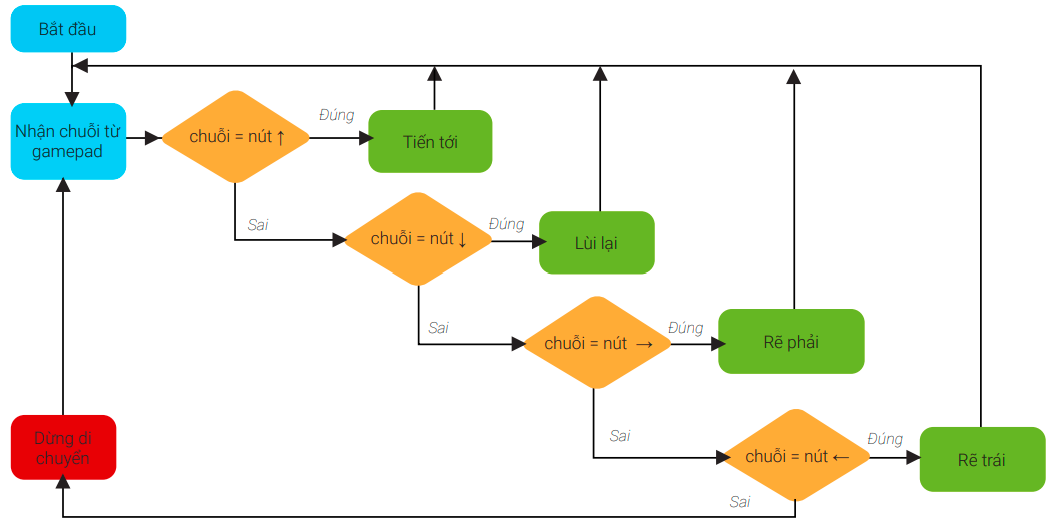 Bắt đầu
Nhận chuỗi từ
gamepad
chuỗi = nút ↑
Đúng
Tiến tới
Sai
chuỗi = nút ↓
Đúng
Lùi lại
Sai
chuỗi = nút →
Đúng
Rẽ phải
Sai
chuỗi = nút ←
Đúng
Rẽ trái
Sai
Dừng di
chuyển